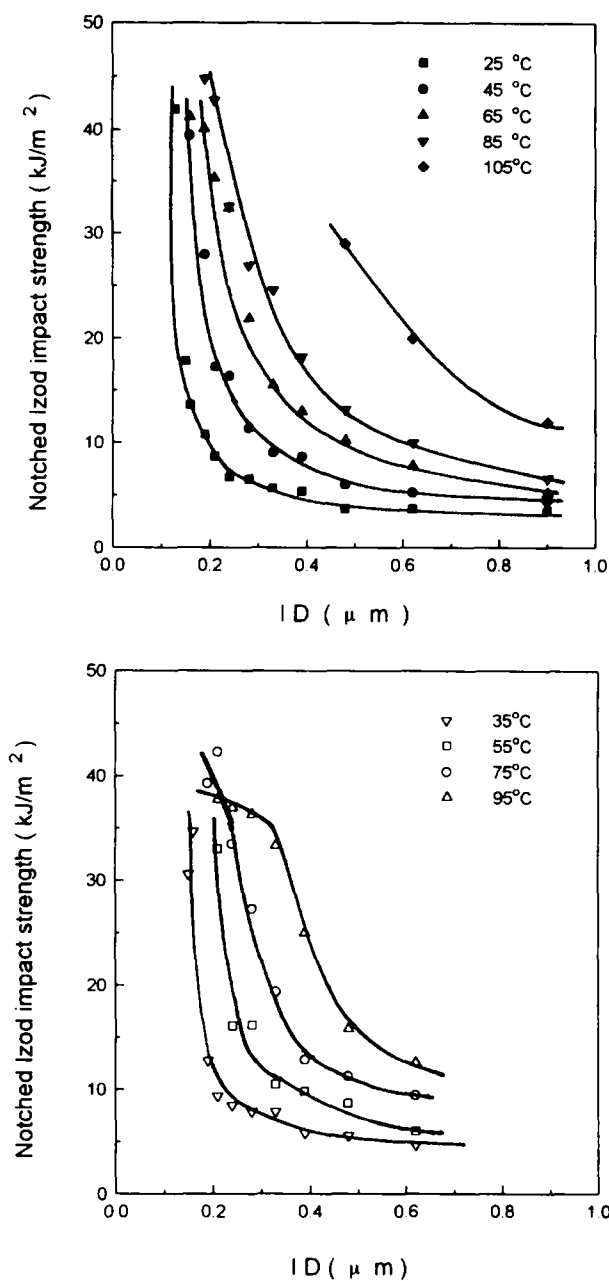 50
40
30
20
10
0
Notched Izod impact strength ( kJ/m 2 )
25 °C
45 °C
65 °C
85 °C
105°C
0.0 0.2 0.4 0.6 0.8 1.0
ID ( μ m )
50
40
30
20
10
0
Notched Izod impact strength ( kJ/m 2 )
35°C
55°C
75°C
95°C
0.0 0.2 0.4 0.6 0.8 1.0
ID ( μ m )